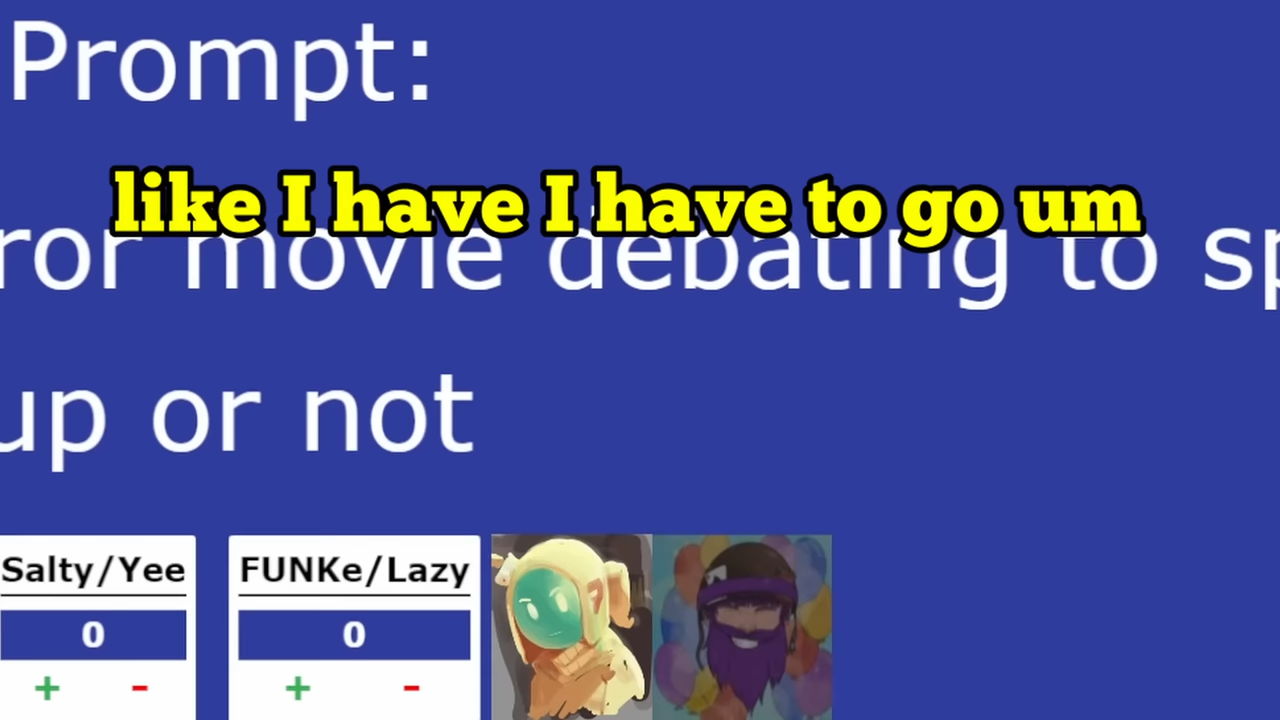 Prompt:
like I have I have to go um
ror movie debating to sp
up or not
Salty/Yee
FUNKe/Lazy
0
0
+ -
+ -